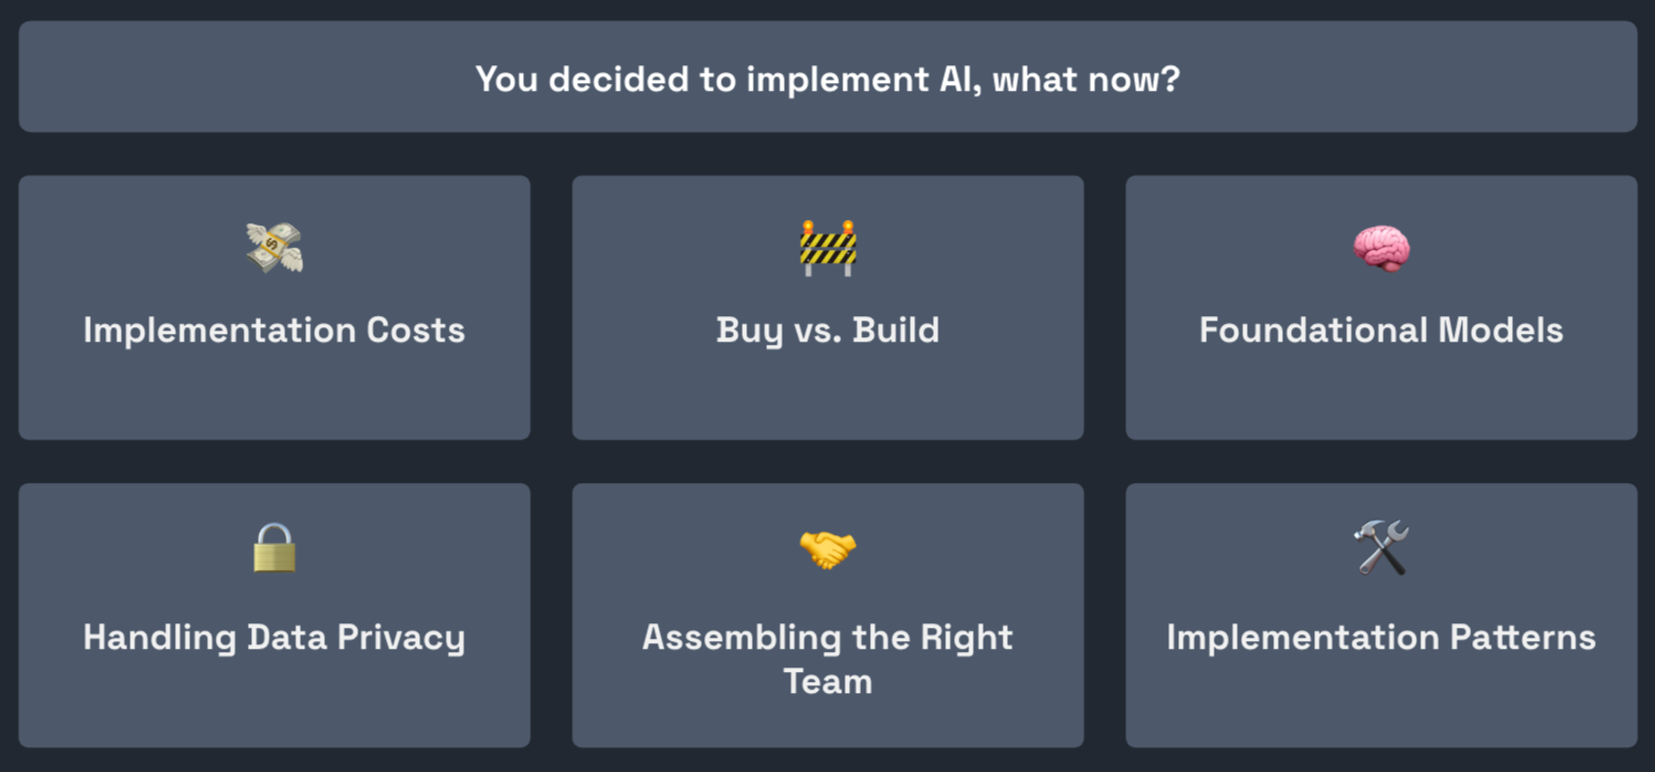 You decided to implement AI, what now?
Implementation Costs
Buy vs. Build
Foundational Models
Handling Data Privacy
Assembling the Right
Team
Implementation Patterns